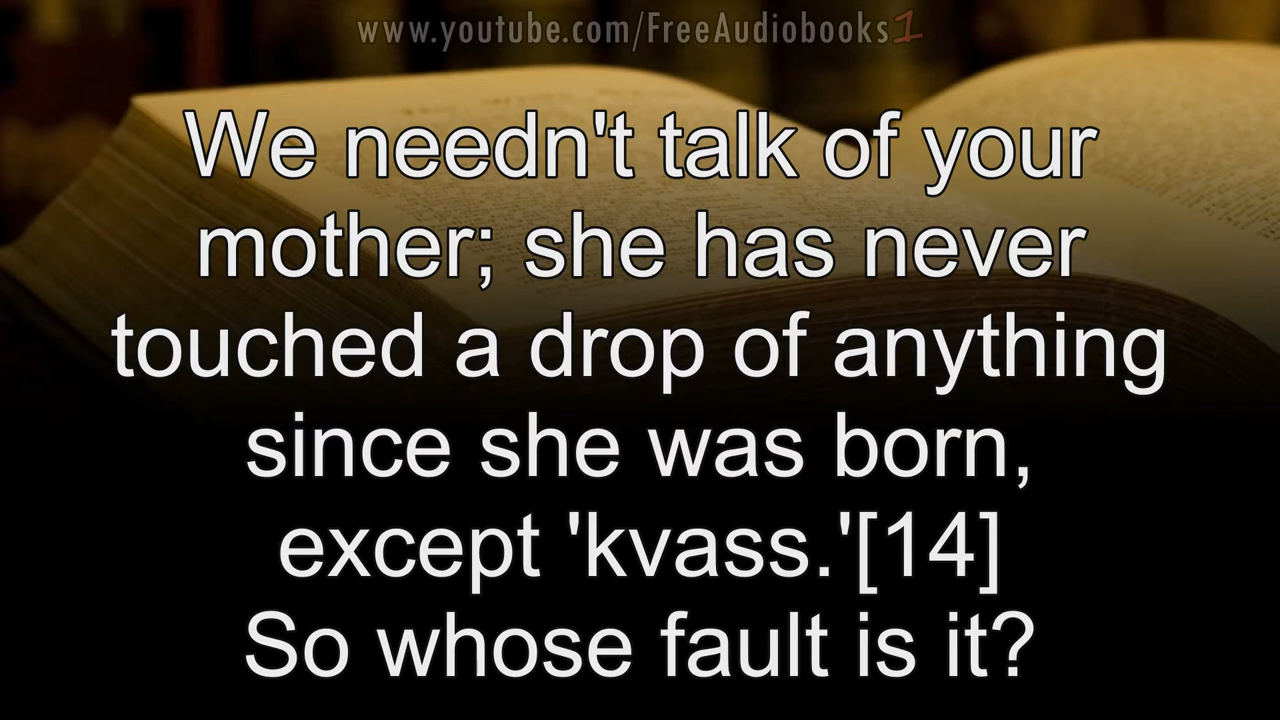 www.youtube.com/FreeAudiobooks1
We needn't talk of your
mother; she has never
touched a drop of anything
since she was born,
except 'kvass.'[14]
So whose fault is it?